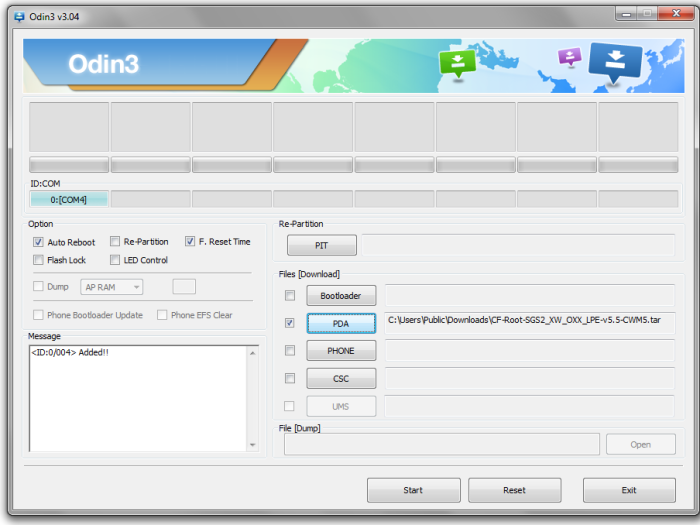 Odin3 v3.04
Odin3
ID:COM
0:[COM4]
Option
Auto Reboot Re-Partition F. Reset Time
Flash Lock LED Control
Dump AP RAM
Phone Bootloader Update Phone EFS Clear
Message
<ID:0/004> Added!!
Re-Partition
PIT
Files [Download]
Bootloader
PDA C:\Users\Public\Downloads\CF-Root-SGS2_XW_OXX_LPE-v5.5-CWM5.tar
PHONE
CSC
UMS
File [Dump]
Open
Start Reset Exit